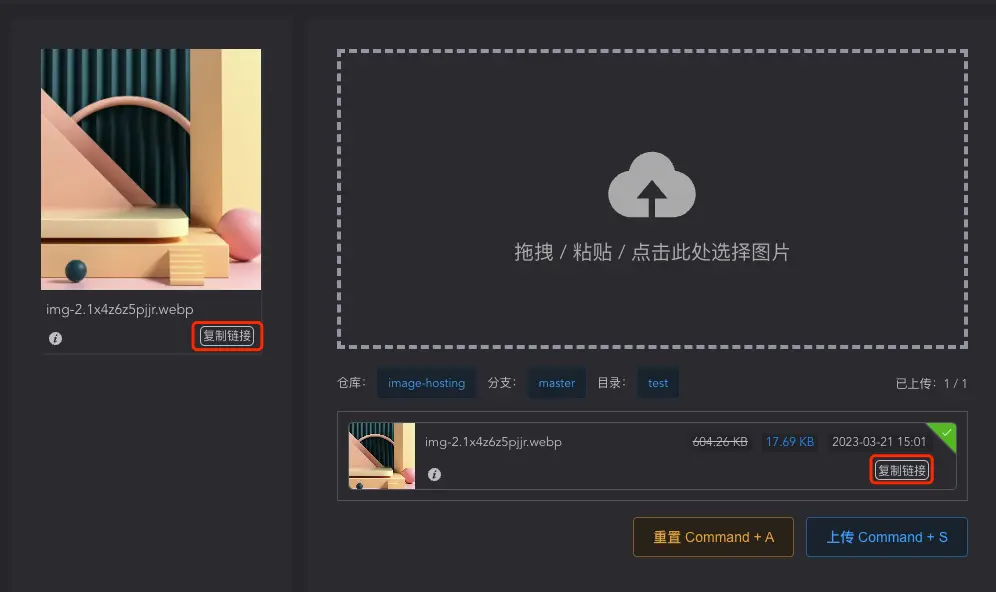 img-2.1x4z6z5pjjr.webp
复制链接
拖拽 / 粘贴 / 点击此处选择图片
仓库： image-hosting 分支： master 目录： test 已上传：1 / 1
img-2.1x4z6z5pjjr.webp 604.26 KB 17.69 KB 2023-03-21 15:01
复制链接
重置 Command + A 上传 Command + S